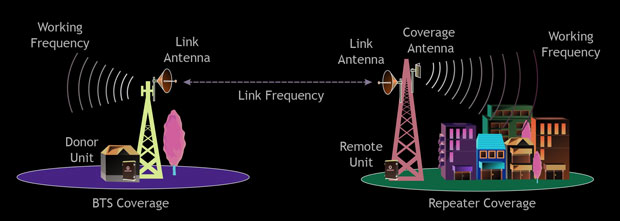 Working
Frequency
Link
Antenna
Link
Antenna
Coverage
Antenna
Working
Frequency
Link Frequency
Donor
Unit
Remote
Unit
BTS Coverage
Repeater Coverage